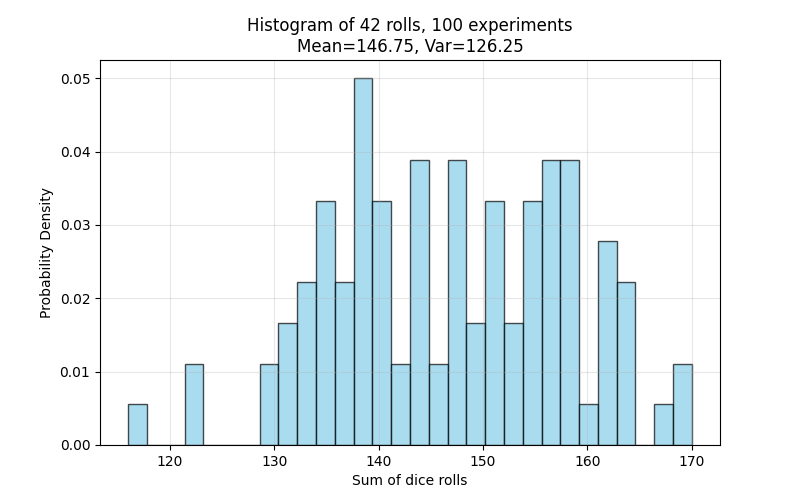 Histogram of 42 rolls, 100 experiments
Mean=146.75, Var=126.25
0.05
0.04
0.03
0.02
0.01
0.00
Probability Density
120 130 140 150 160 170
Sum of dice rolls